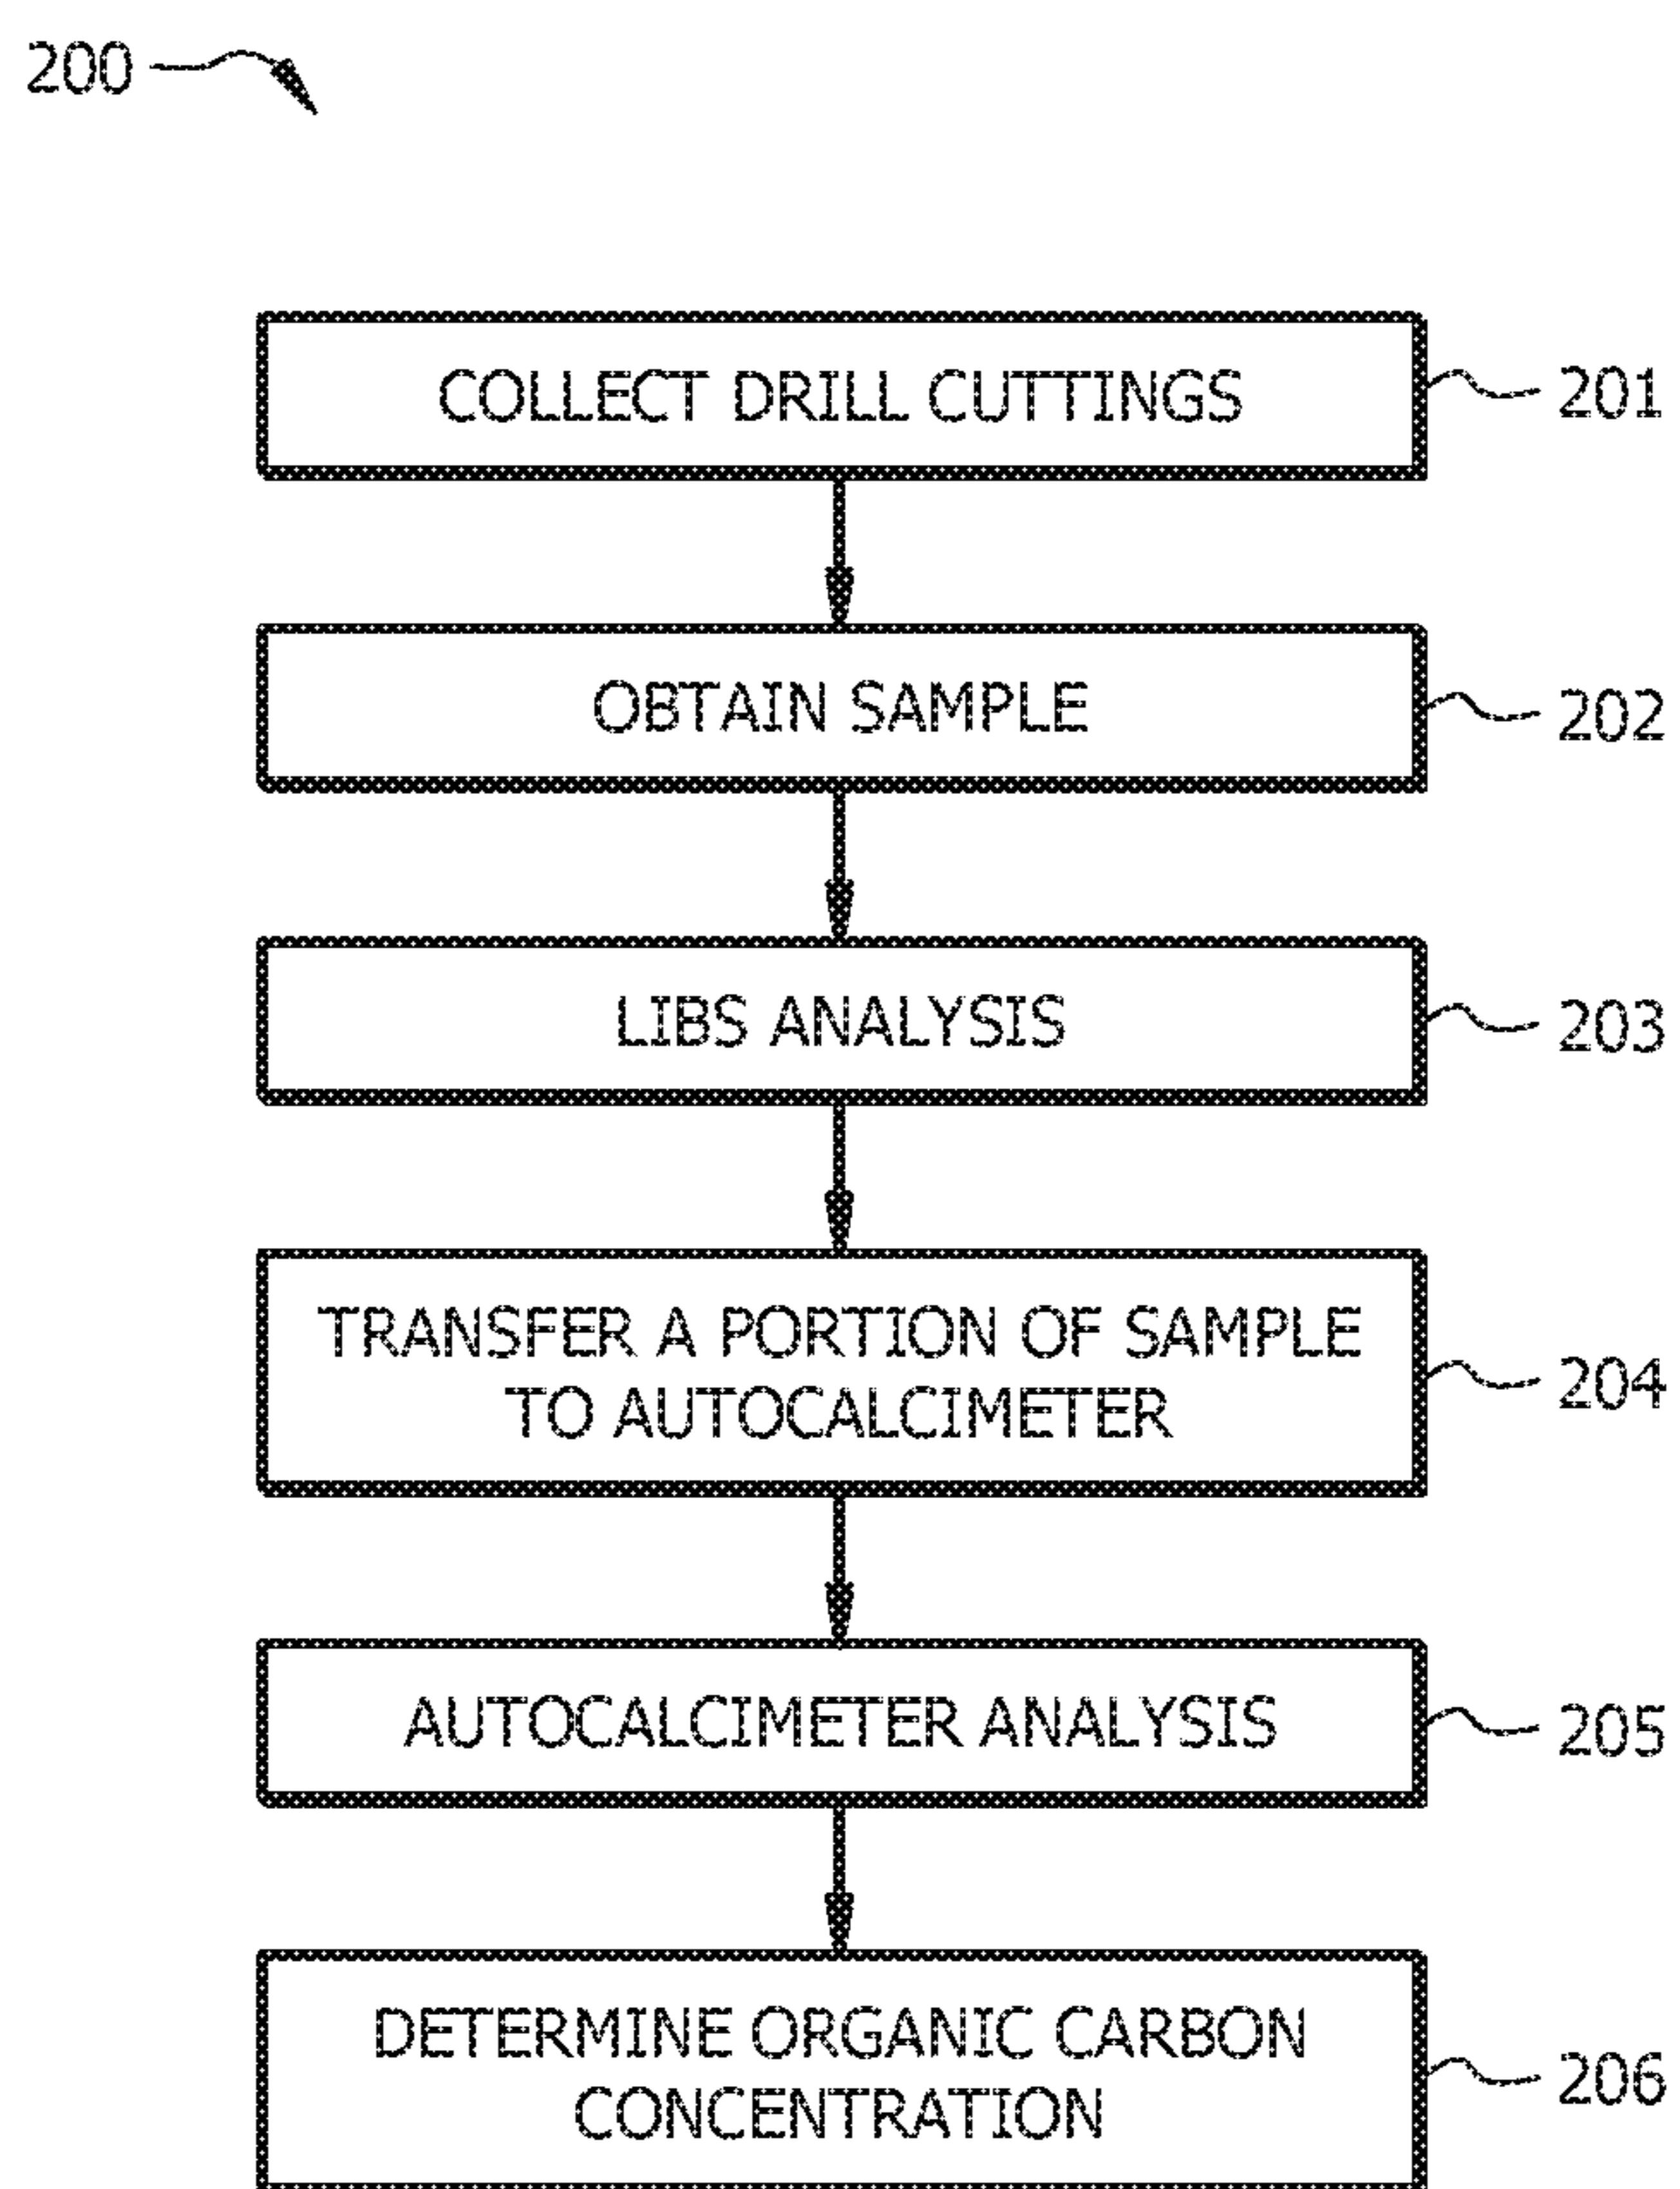 200
COLLECT DRILL CUTTINGS
201
OBTAIN SAMPLE
202
LIBS ANALYSIS
203
TRANSFER A PORTION OF SAMPLE
TO AUTOCALCIMETER
204
AUTOCALCIMETER ANALYSIS
205
DETERMINE ORGANIC CARBON
CONCENTRATION
206